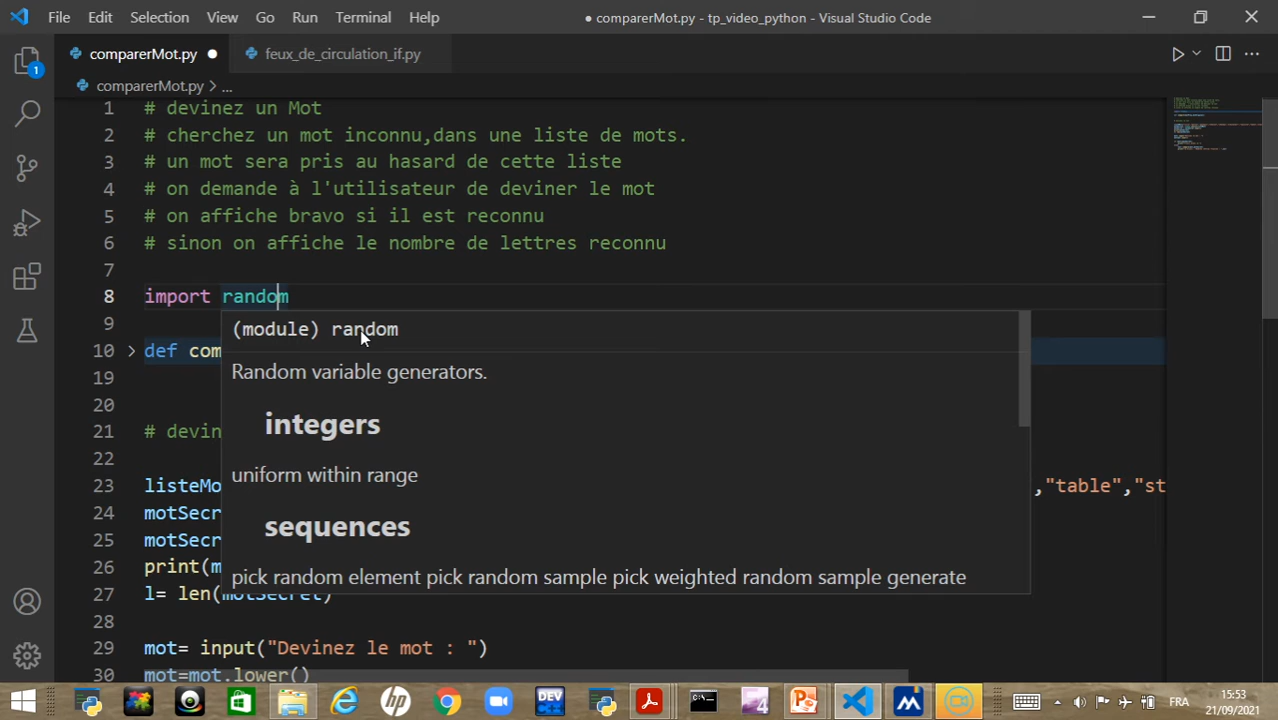 File Edit Selection View Go Run Terminal Help
● comparerMot.py - tp_video_python - Visual Studio Code
comparerMot.py ● feux_de_circulation_if.py
comparerMot.py > ...
1 # devinez un Mot
2 # cherchez un mot inconnu,dans une liste de mots.
3 # un mot sera pris au hasard de cette liste
4 # on demande à l'utilisateur de deviner le mot
5 # on affiche bravo si il est reconnu
6 # sinon on affiche le nombre de lettres reconnu
7
8 import random
(module) random
9
10 > def com
Random variable generators.
19
integers
20
21 # devin
22
uniform within range
23 listeMo ,"table","st
24 motSecr
sequences
25 motSecr
26 print(m
pick random element pick random sample pick weighted random sample generate
27 l= len(motSecret)
28
29 mot= input("Devinez le mot : ")
30 mot=mot.lower()
1
hp
DEV
C++
4
FRA
15:53
21/09/2021